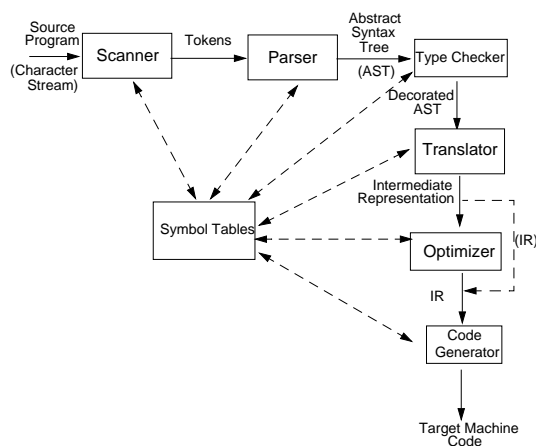 Source
Program
(Character
Stream)
Scanner
Tokens
Parser
Abstract
Syntax
Tree
(AST)
Type Checker
Decorated
AST
Translator
Intermediate
Representation
Symbol Tables
(IR)
Optimizer
IR
Code
Generator
Target Machine
Code